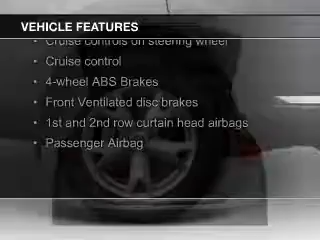 VEHICLE FEATURES
• Cruise controls on steering wheel
• Cruise control
• 4-wheel ABS Brakes
• Front Ventilated disc brakes
• 1st and 2nd row curtain head airbags
• Passenger Airbag